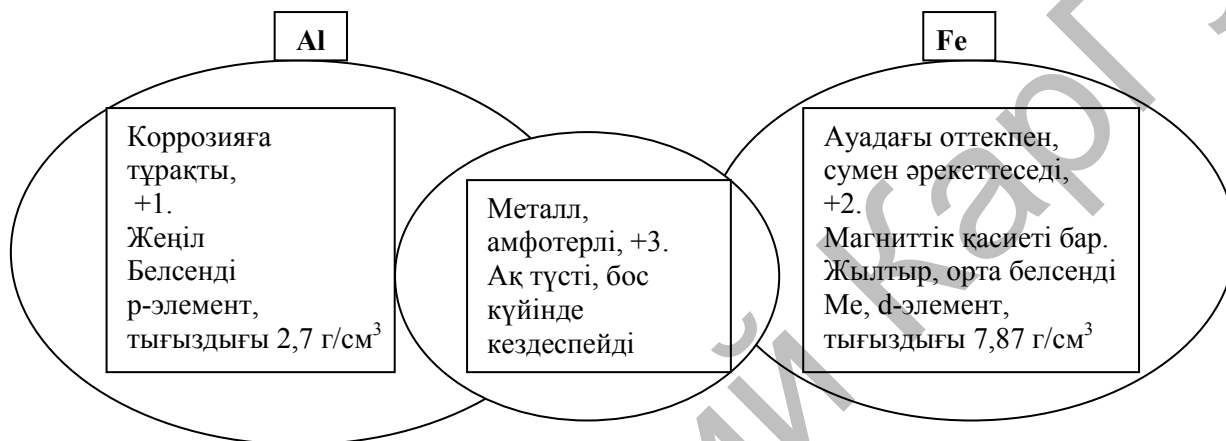 Al
Fe
Коррозияға
тұрақты,
+1.
Жеңіл
Белсенді
р-элемент,
тығыздығы 2,7 г/см³
Металл,
амфотерлі, +3.
Ақ түсті, бос
күйінде
кездеспейді
Ауадағы оттекпен,
сумен әрекеттеседі,
+2.
Магниттік қасиеті бар.
Жылтыр, орта белсенді
Ме, d-элемент,
тығыздығы 7,87 г/см³